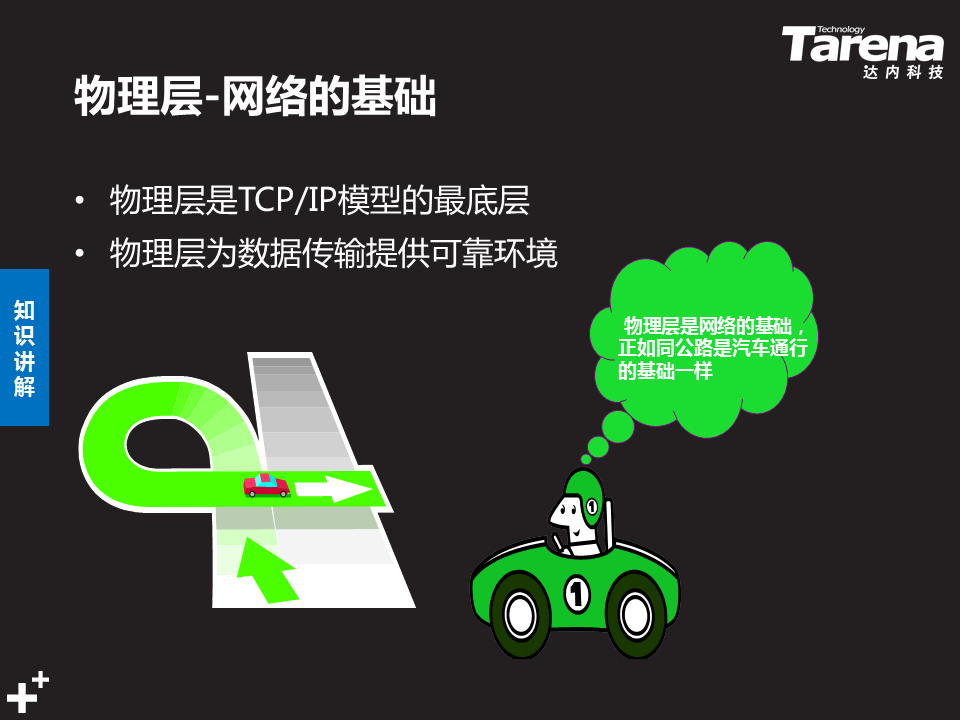 Technology
Tarena
达内科技
物理层-网络的基础
• 物理层是TCP/IP模型的最底层
• 物理层为数据传输提供可靠环境
知识讲解
物理层是网络的基础，
正如同公路是汽车通行
的基础一样
1
1